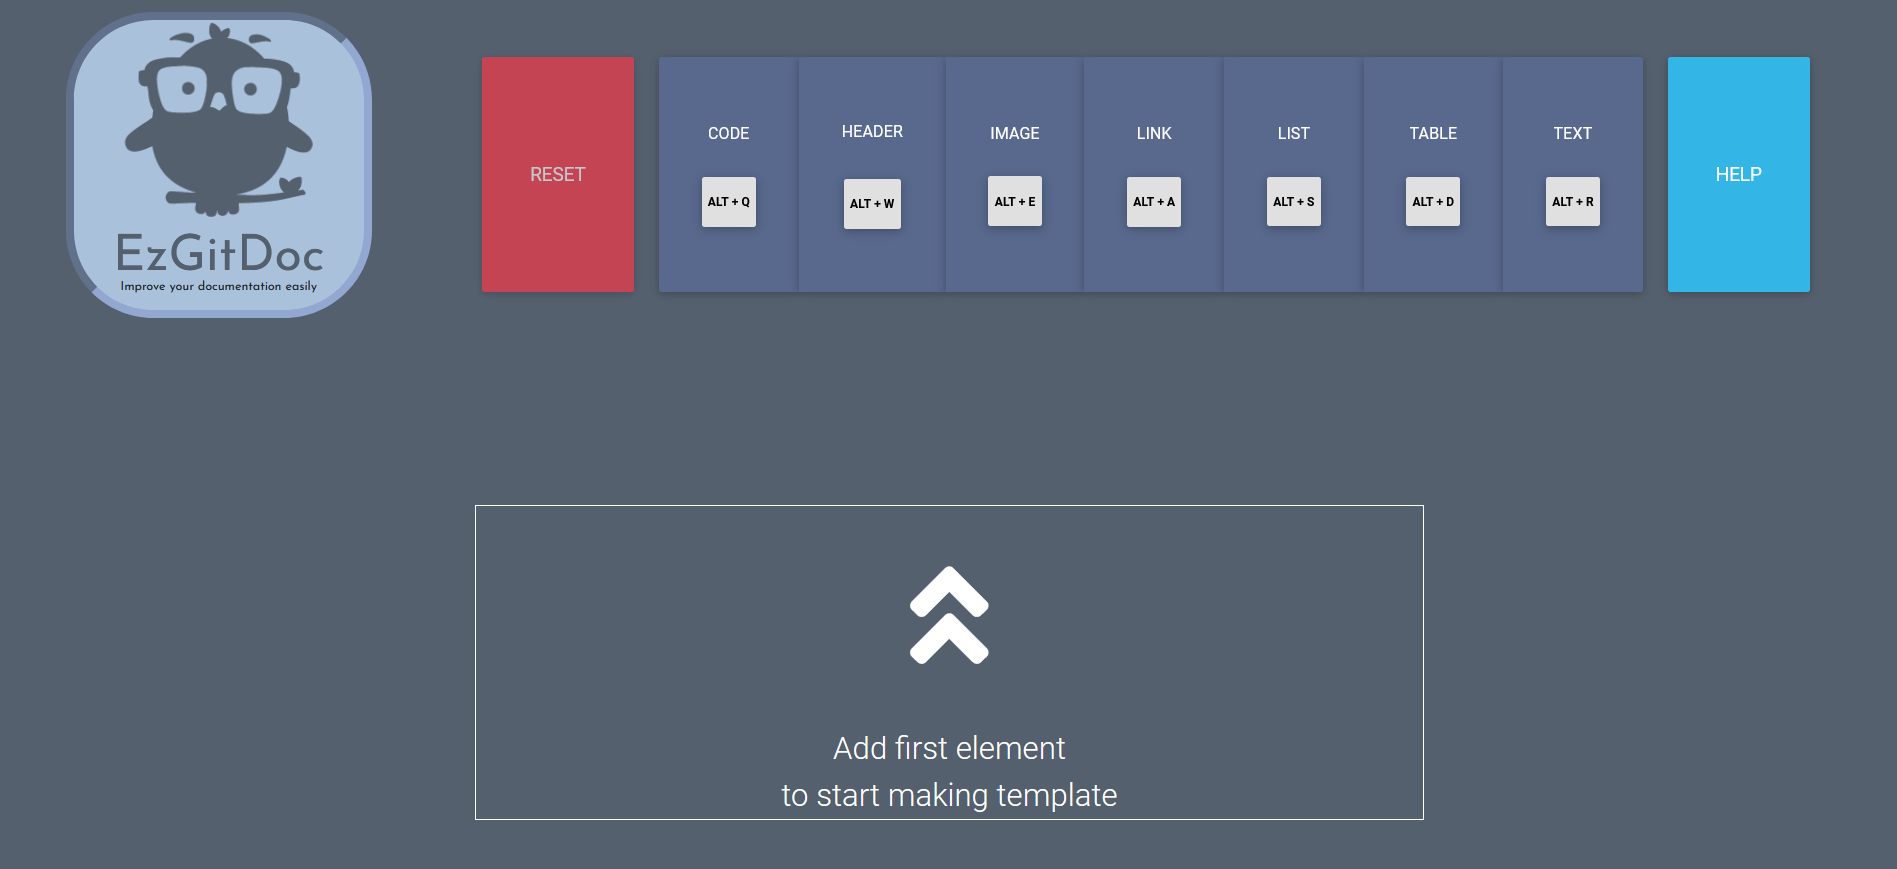 EzGitDoc
Improve your documentation easily
RESET
CODE
ALT + Q
HEADER
ALT + W
IMAGE
ALT + E
LINK
ALT + A
LIST
ALT + S
TABLE
ALT + D
TEXT
ALT + R
HELP
Add first element
to start making template